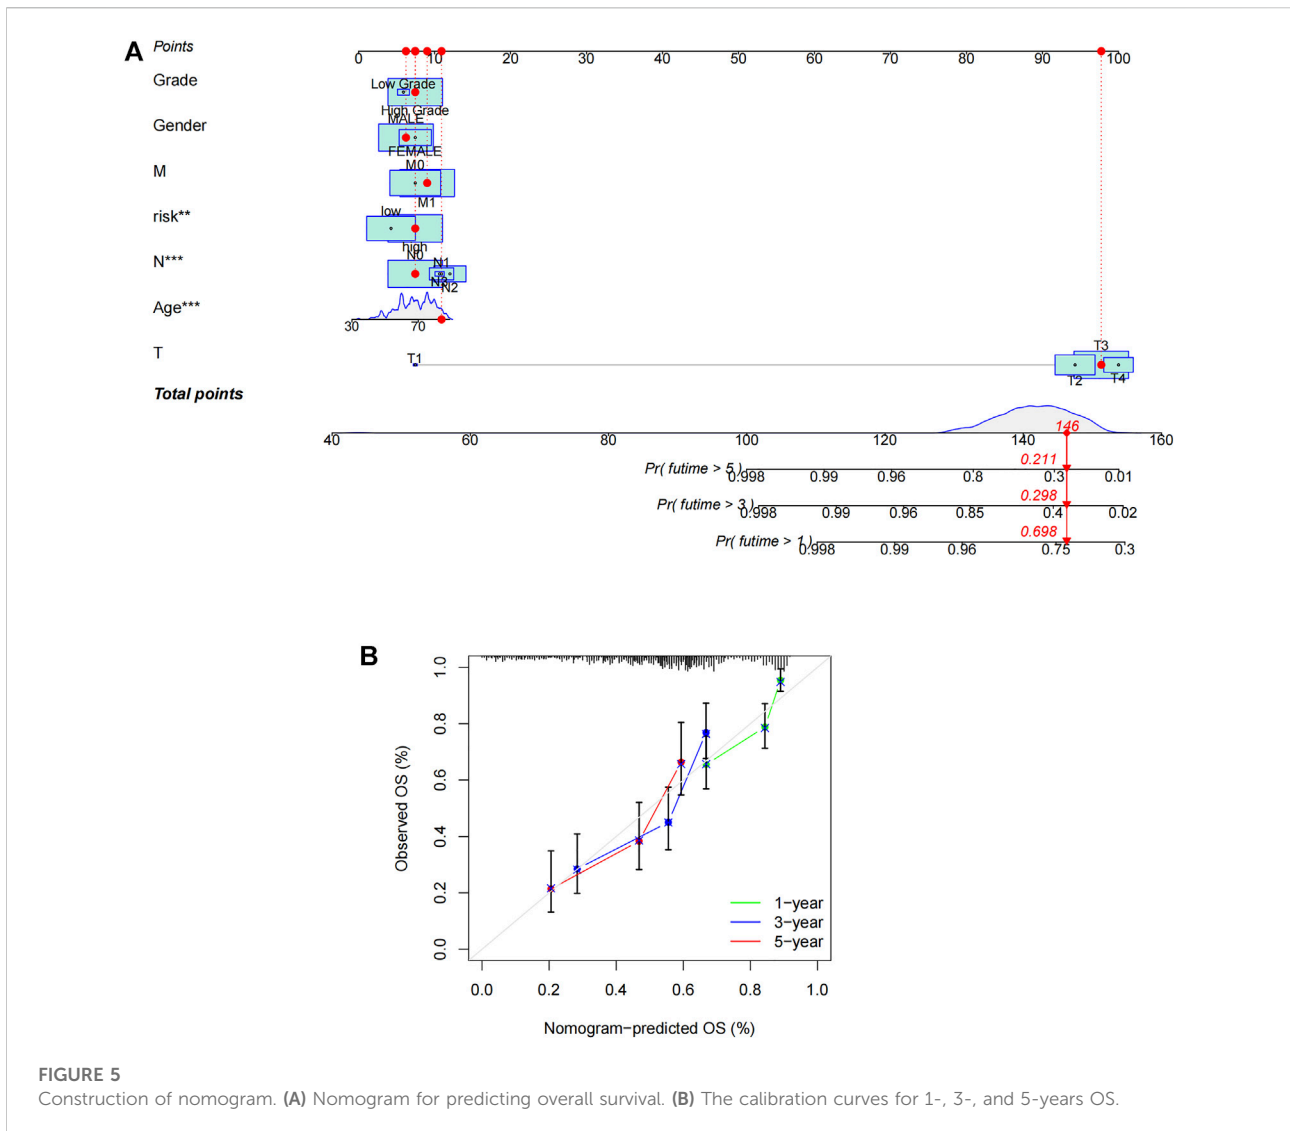 A
Points
0 10 20 30 40 50 60 70 80 90 100
Grade
Low Grade
High Grade
Gender
MALE
FEMALE
M
M0
M1
risk**
low
high
N***
N0
N1
N3
N2
Age***
30 70
T
T1
T3
T2
T4
Total points
146
40 60 80 100 120 140 160
0.211
Pr( futime > 5 )
0.998 0.99 0.96 0.8 0.3 0.01
0.298
Pr( futime > 3 )
0.998 0.99 0.96 0.85 0.4 0.02
0.698
Pr( futime > 1 )
0.998 0.99 0.96 0.75 0.3
B
Observed OS (%)
1.0
0.8
0.6
0.4
0.2
0.0
1−year
3−year
5−year
0.0 0.2 0.4 0.6 0.8 1.0
Nomogram−predicted OS (%)
FIGURE 5
Construction of nomogram. (A) Nomogram for predicting overall survival. (B) The calibration curves for 1-, 3-, and 5-years OS.